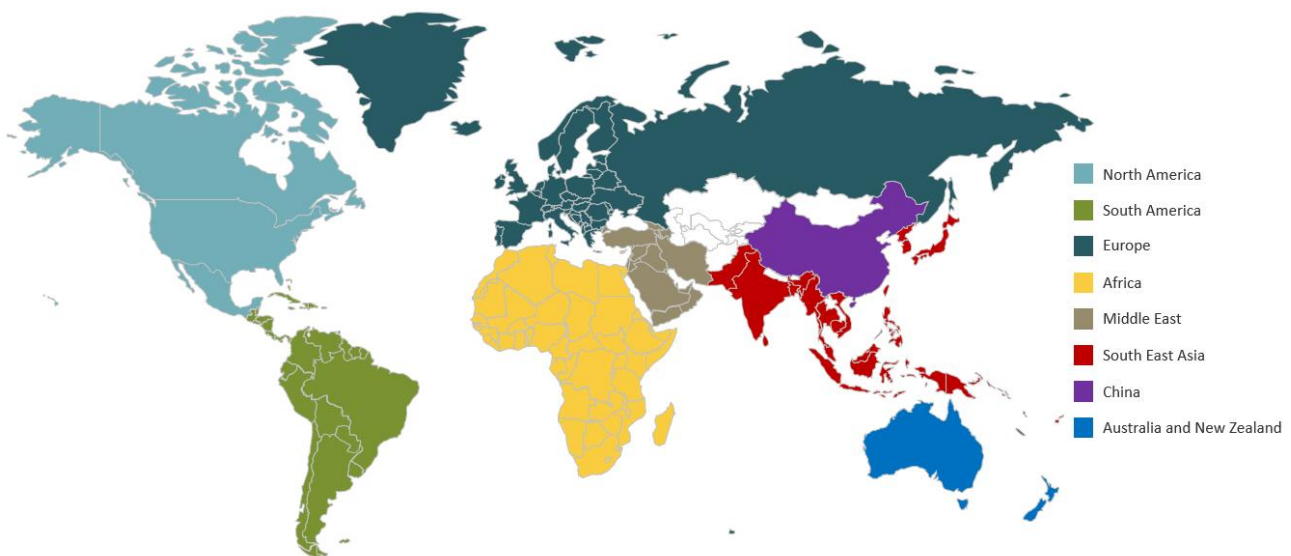 North America
South America
Europe
Africa
Middle East
South East Asia
China
Australia and New Zealand